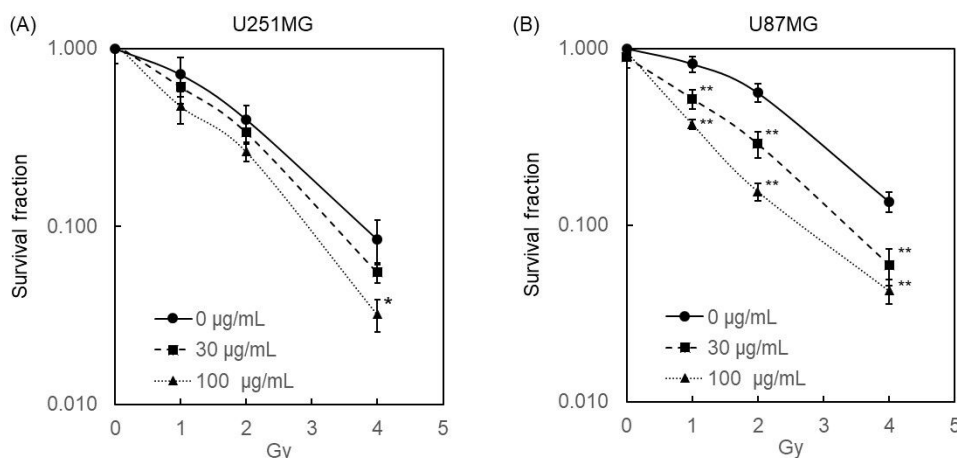 (A)
U251MG
1.000
0.100
0.010
Survival fraction
0 µg/mL
30 µg/mL
100 µg/mL
*
0
1
2
3
4
5
Gy
(B)
U87MG
1.000
0.100
0.010
Survival fraction
**
**
**
**
**
**
0 µg/mL
30 µg/mL
100 µg/mL
0
1
2
3
4
5
Gy